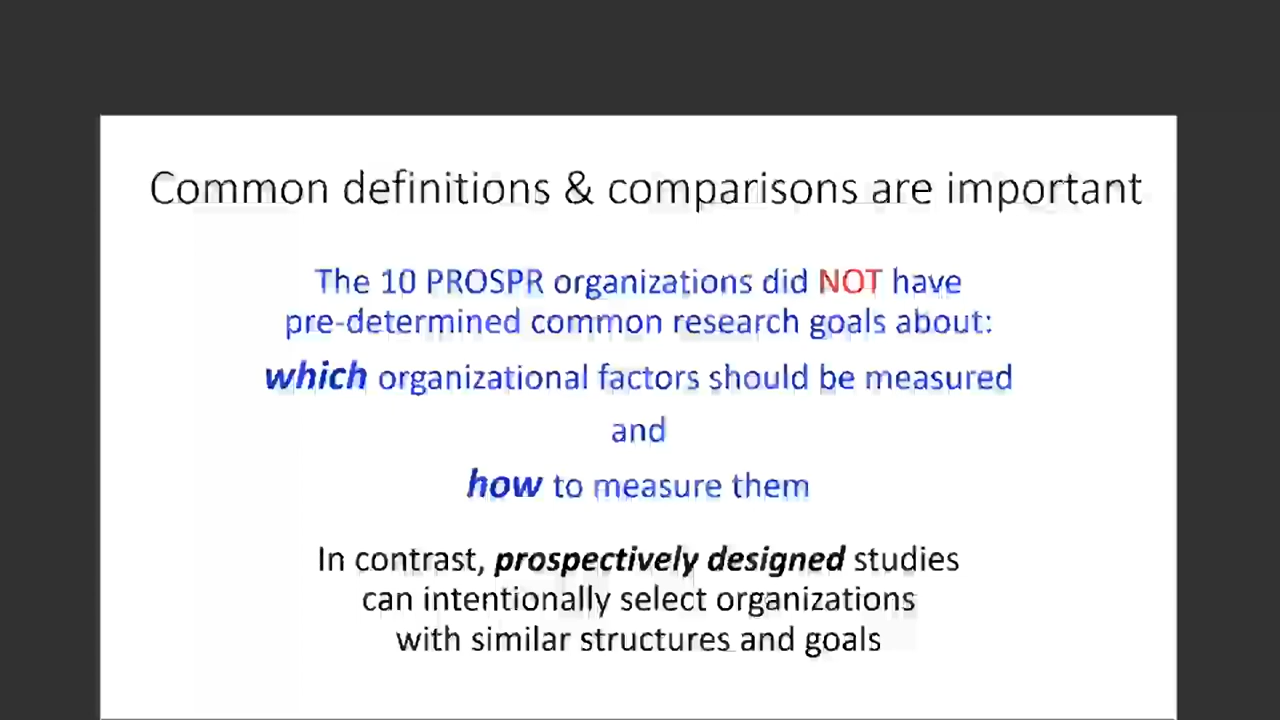 Common definitions & comparisons are important
The 10 PROSPR organizations did NOT have
pre-determined common research goals about:
which organizational factors should be measured
and
how to measure them
In contrast, prospectively designed studies
can intentionally select organizations
with similar structures and goals